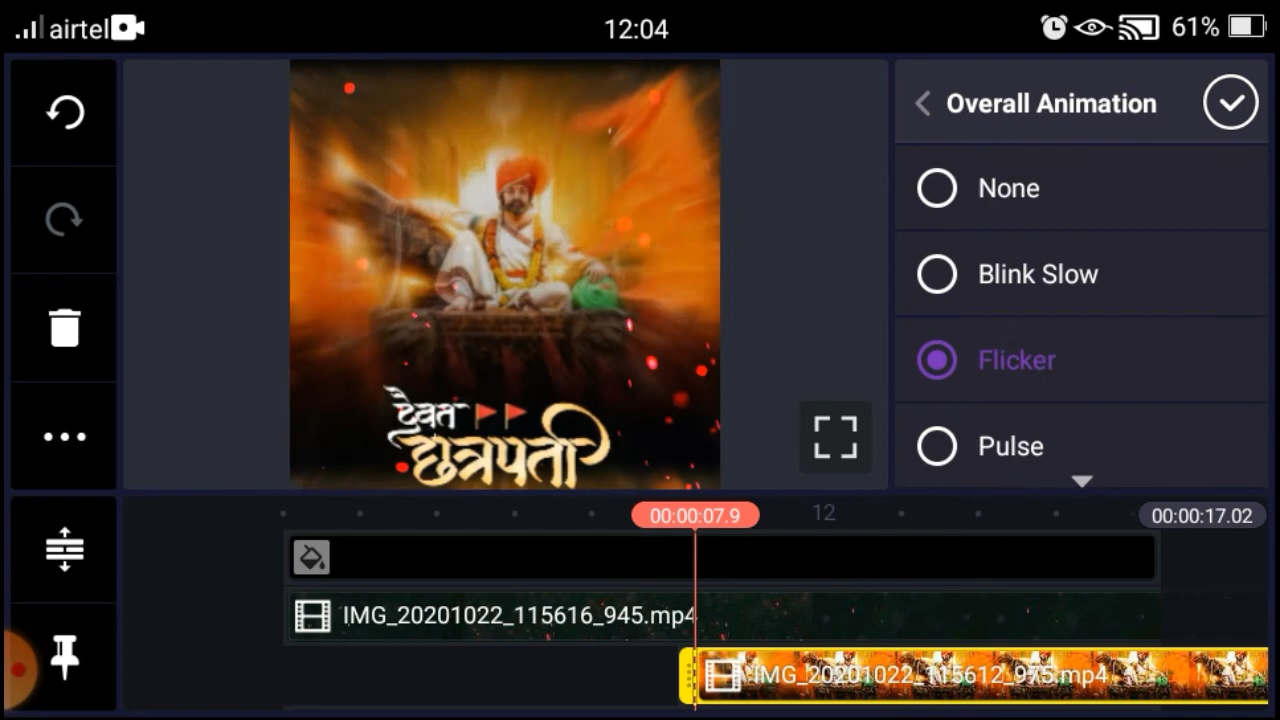 airtel 12:04 61%
Overall Animation
None
Blink Slow
Flicker
Pulse
दैवत
छत्रपती
00:00:07.9 12 00:00:17.02
IMG_20201022_115616_945.mp4
IMG_20201022_115612_975.mp4